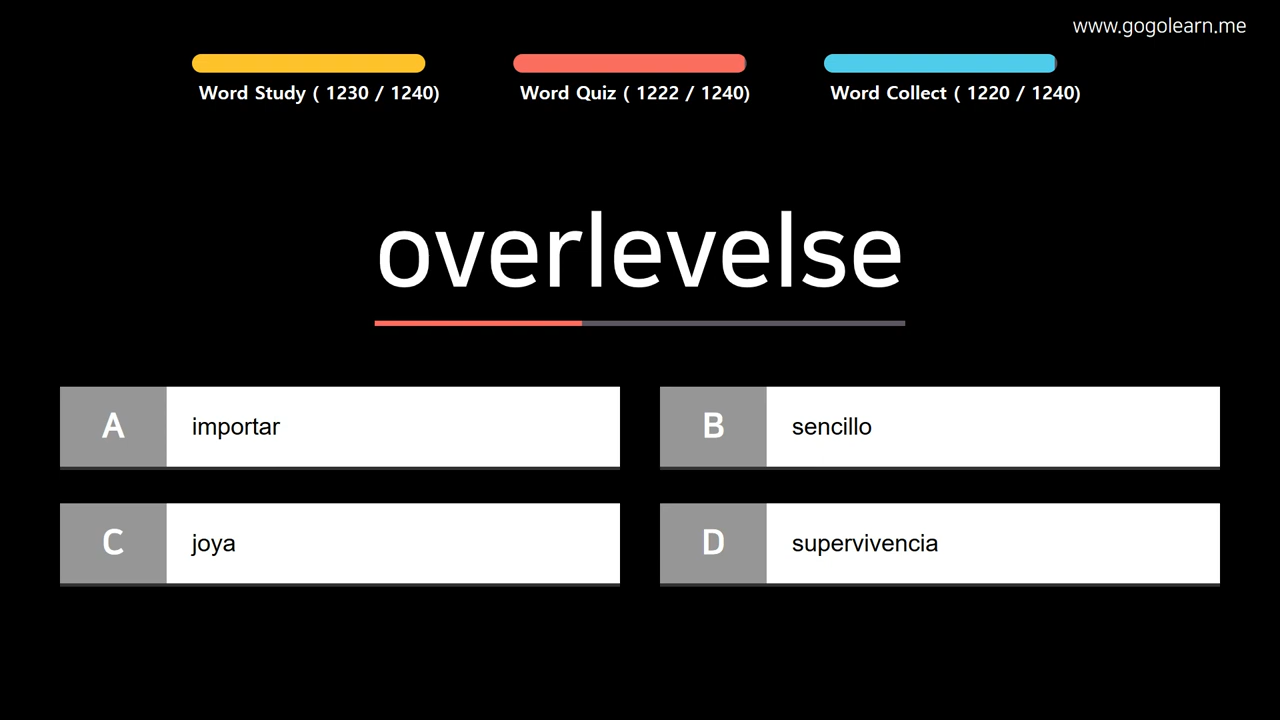 www.gogolearn.me
Word Study ( 1230 / 1240)
Word Quiz ( 1222 / 1240)
Word Collect ( 1220 / 1240)
overlevelse
A importar
B sencillo
C joya
D supervivencia